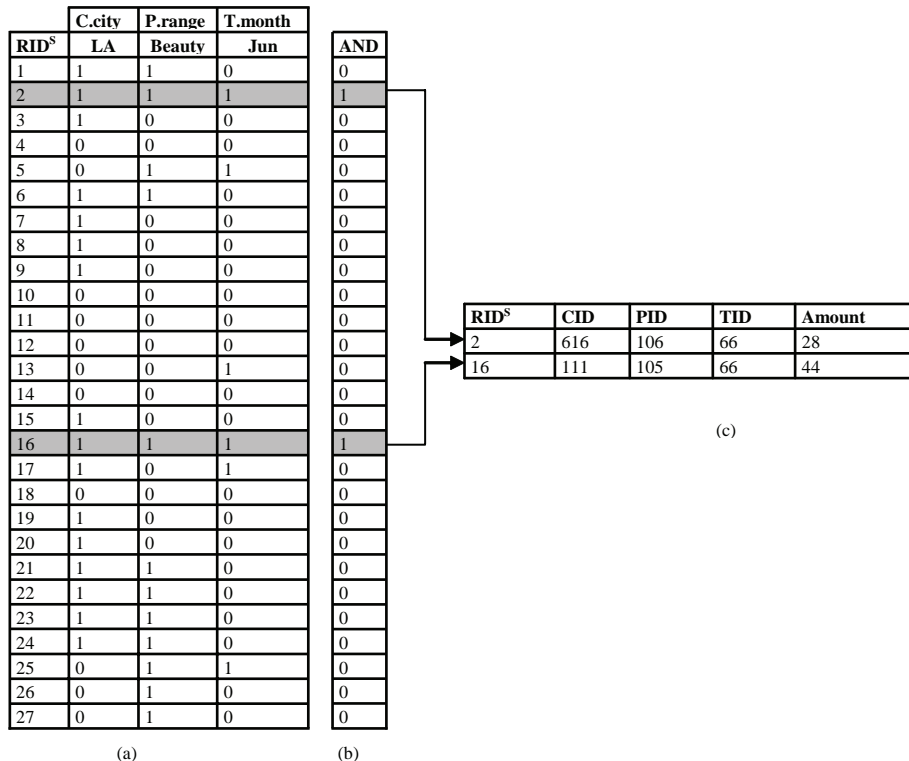 C.city P.range T.month
RIDS LA Beauty Jun AND
1 1 1 0 0
2 1 1 1 1
3 1 0 0 0
4 0 0 0 0
5 0 1 1 0
6 1 1 0 0
7 1 0 0 0
8 1 0 0 0
9 1 0 0 0
10 0 0 0 0
11 0 0 0 0
12 0 0 0 0
13 0 0 1 0
14 0 0 0 0
15 1 0 0 0
16 1 1 1 1
17 1 0 1 0
18 0 0 0 0
19 1 0 0 0
20 1 0 0 0
21 1 1 0 0
22 1 1 0 0
23 1 1 0 0
24 1 1 0 0
25 0 1 1 0
26 0 1 0 0
27 0 1 0 0
(a) (b)
RIDS CID PID TID Amount
2 616 106 66 28
16 111 105 66 44
(c)